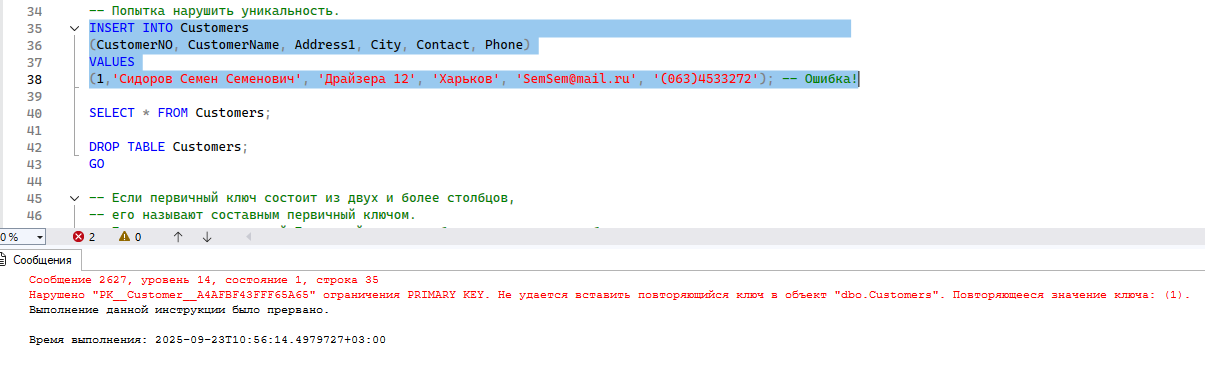 34 -- Попытка нарушить уникальность.
35 INSERT INTO Customers
36 (CustomerNO, CustomerName, Address1, City, Contact, Phone)
37 VALUES
38 (1,'Сидоров Семен Семенович', 'Драйзера 12', 'Харьков', 'SemSem@mail.ru', '(063)4533272'); -- Ошибка!
39
40 SELECT * FROM Customers;
41
42 DROP TABLE Customers;
43 GO
44
45 -- Если первичный ключ состоит из двух и более столбцов,
46 -- его называют составным первичный ключом.
0 % 2 0
Сообщения
Сообщение 2627, уровень 14, состояние 1, строка 35
Нарушено "PK__Customer__A4AFBF43FFF65A65" ограничения PRIMARY KEY. Не удается вставить повторяющийся ключ в объект "dbo.Customers". Повторяющееся значение ключа: (1).
Выполнение данной инструкции было прервано.
Время выполнения: 2025-09-23T10:56:14.4979727+03:00